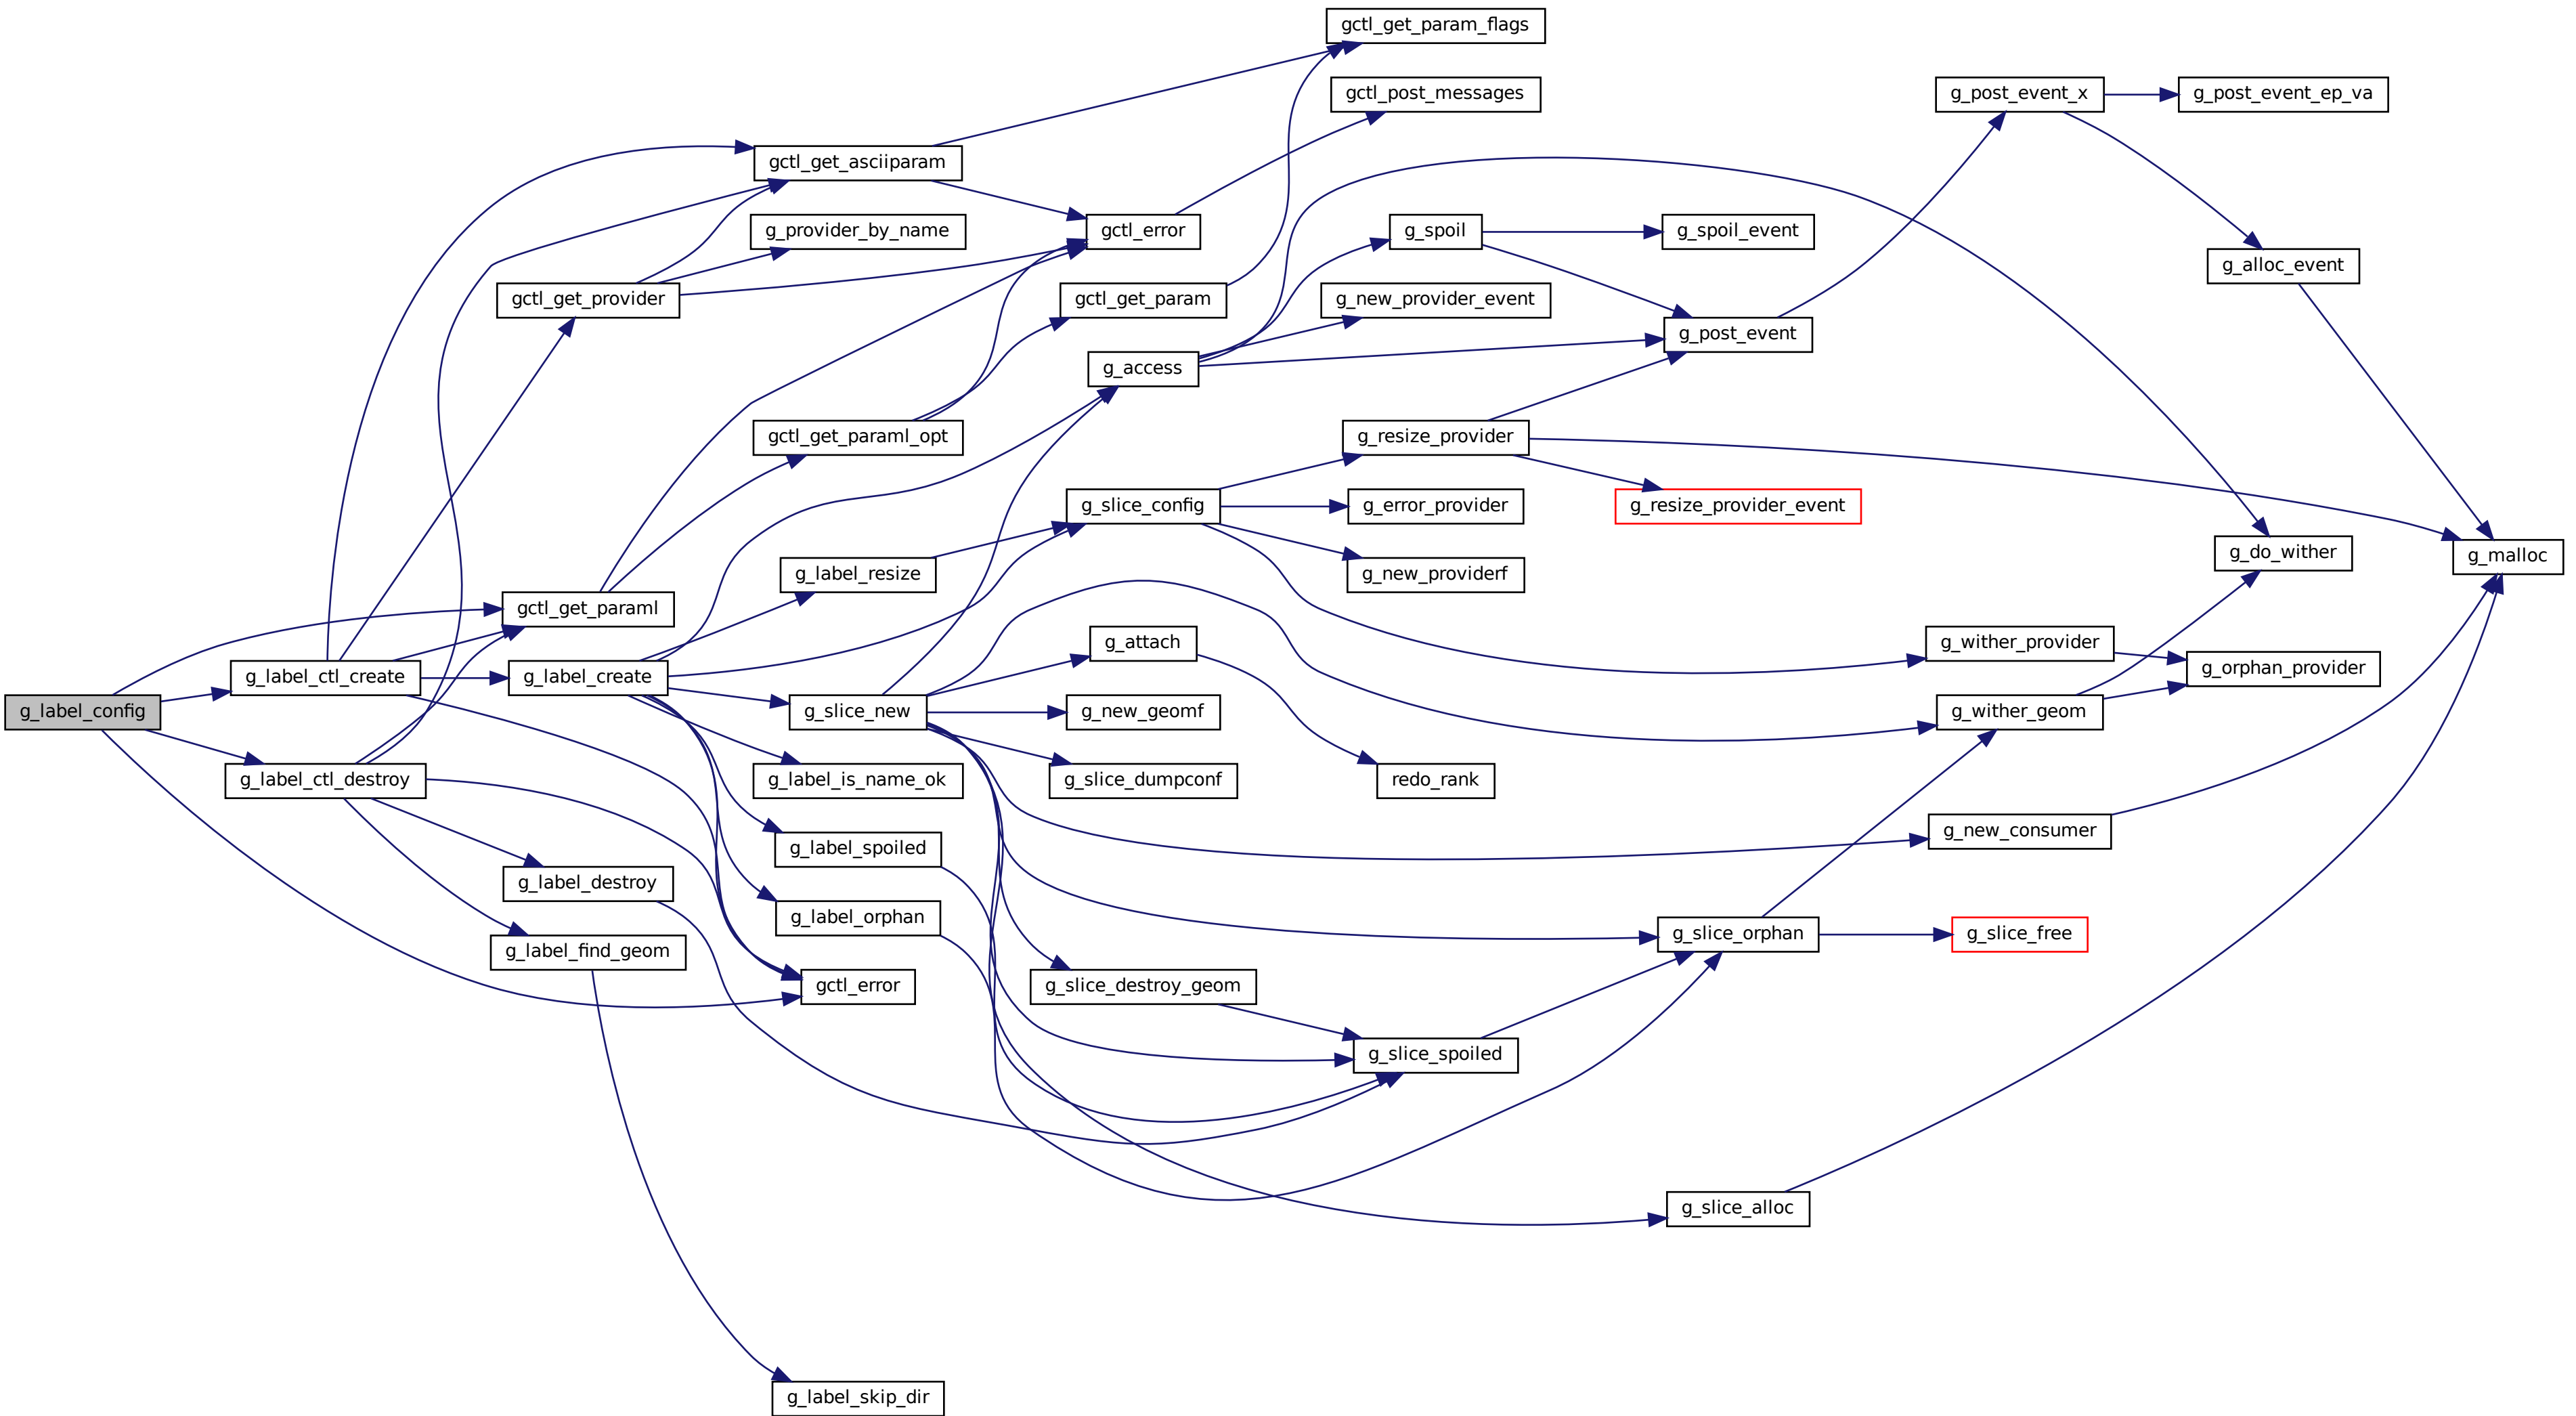 gctl_get_param_flags
gctl_post_messages
g_post_event_x
g_post_event_ep_va
gctl_get_asciiparam
g_provider_by_name
gctl_error
g_spoil
g_spoil_event
g_alloc_event
gctl_get_provider
gctl_get_param
g_new_provider_event
g_post_event
g_access
gctl_get_paraml_opt
g_resize_provider
g_slice_config
g_error_provider
g_resize_provider_event
g_do_wither
g_malloc
g_label_resize
g_new_providerf
gctl_get_paraml
g_attach
g_wither_provider
g_orphan_provider
g_label_ctl_create
g_label_create
g_label_config
g_slice_new
g_new_geomf
g_wither_geom
g_label_ctl_destroy
g_label_is_name_ok
g_slice_dumpconf
redo_rank
g_label_spoiled
g_new_consumer
g_label_destroy
g_label_orphan
g_slice_orphan
g_slice_free
g_label_find_geom
gctl_error
g_slice_destroy_geom
g_slice_spoiled
g_slice_alloc
g_label_skip_dir